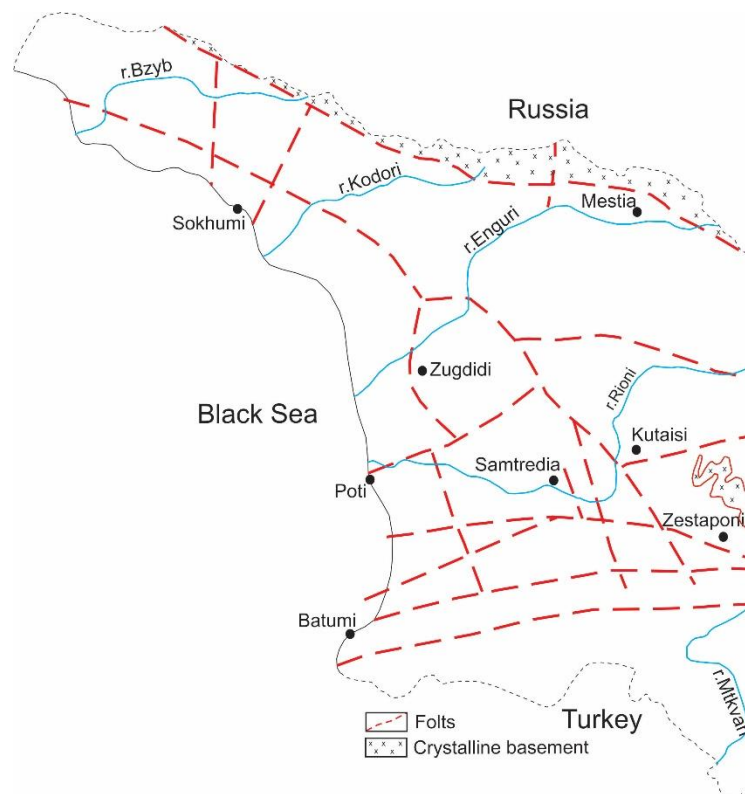 r.Bzyb
Russia
r.Kodori
Mestia
Sokhumi
r.Enguri
Zugdidi
r.Rioni
Black Sea
Kutaisi
Samtredia
Poti
Zestaponi
Batumi
r.Mtkvari
Turkey
Folts
Crystalline basement